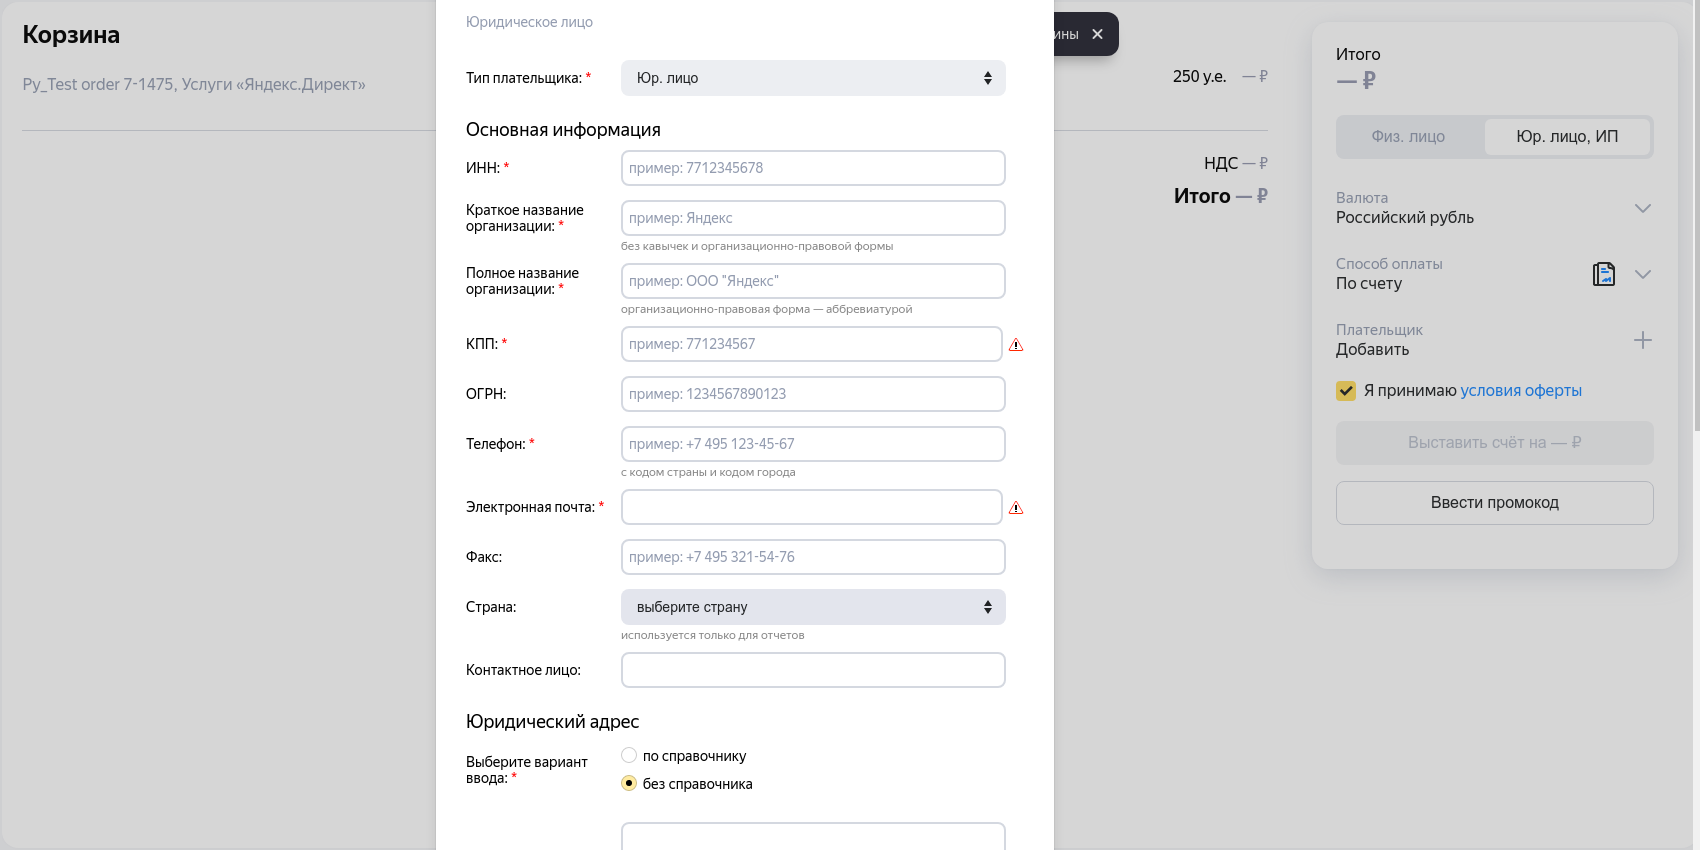 Корзина
Py_Test order 7-1475, Услуги «Яндекс.Директ»
Юридическое лицо
Тип плательщика: *
Юр. лицо
Основная информация
ИНН: *
пример: 7712345678
Краткое название
организации: *
пример: Яндекс
без кавычек и организационно-правовой формы
Полное название
организации: *
пример: ООО "Яндекс"
организационно-правовая форма — аббревиатурой
КПП: *
пример: 771234567
ОГРН:
пример: 1234567890123
Телефон: *
пример: +7 495 123-45-67
с кодом страны и кодом города
Электронная почта: *
Факс:
пример: +7 495 321-54-76
Страна:
выберите страну
используется только для отчетов
Контактное лицо:
Юридический адрес
Выберите вариант
ввода: *
по справочнику
без справочника
250 у.е. — ₽
НДС — ₽
Итого — ₽
Итого
— ₽
Физ. лицо
Юр. лицо, ИП
Валюта
Российский рубль
Способ оплаты
По счету
Плательщик
Добавить
Я принимаю условия оферты
Выставить счёт на — ₽
Ввести промокод